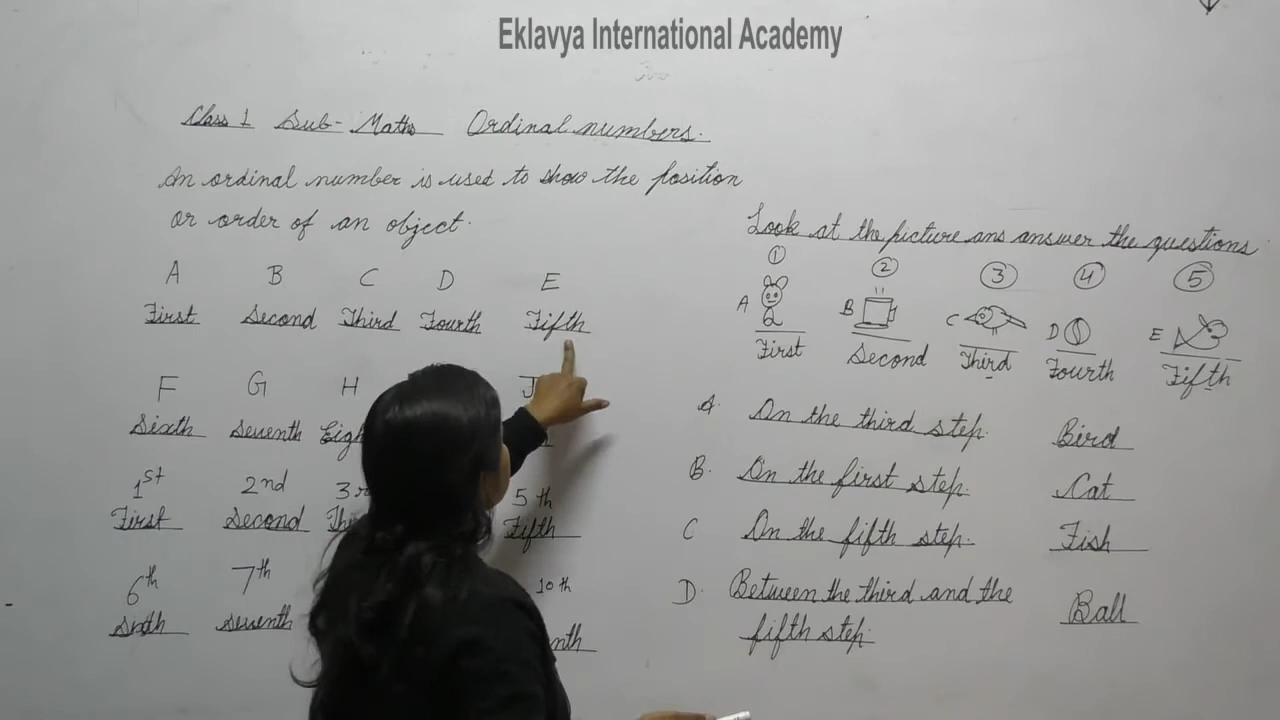 Eklavya International Academy
Class 1 Sub- Maths Ordinal numbers.
An ordinal number is used to show the position
or order of an object.
A B C D E
First Second Third Fourth Fifth
F G H J
Sixth Seventh
1st 2nd 5th
First Second Fifth
6th 7th 10th
seventh
Look at the picture ans answer the questions
1 2 3 4 5
A B C D E
First Second Third Fourth Fifth
A. On the third step. Bird
B. On the first step. Cat
C On the fifth step. Fish
D. Between the third and the
fifth step. Ball